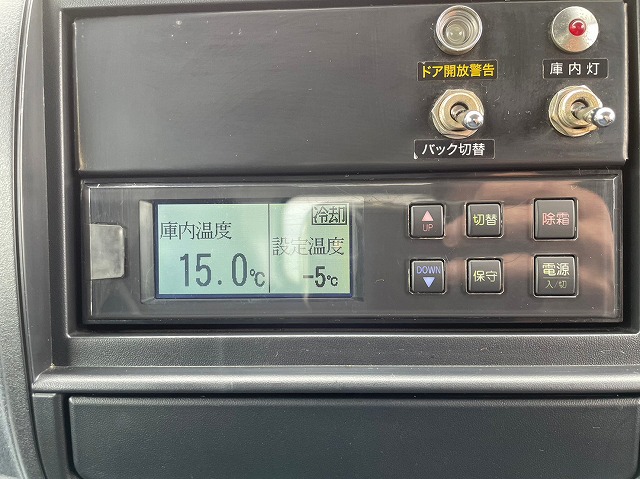 ドア開放警告
庫内灯
バック切替
冷却
庫内温度
設定温度
15.0℃
-5℃
▲
UP
切替
除霜
DOWN
▼
保守
電源
入/切